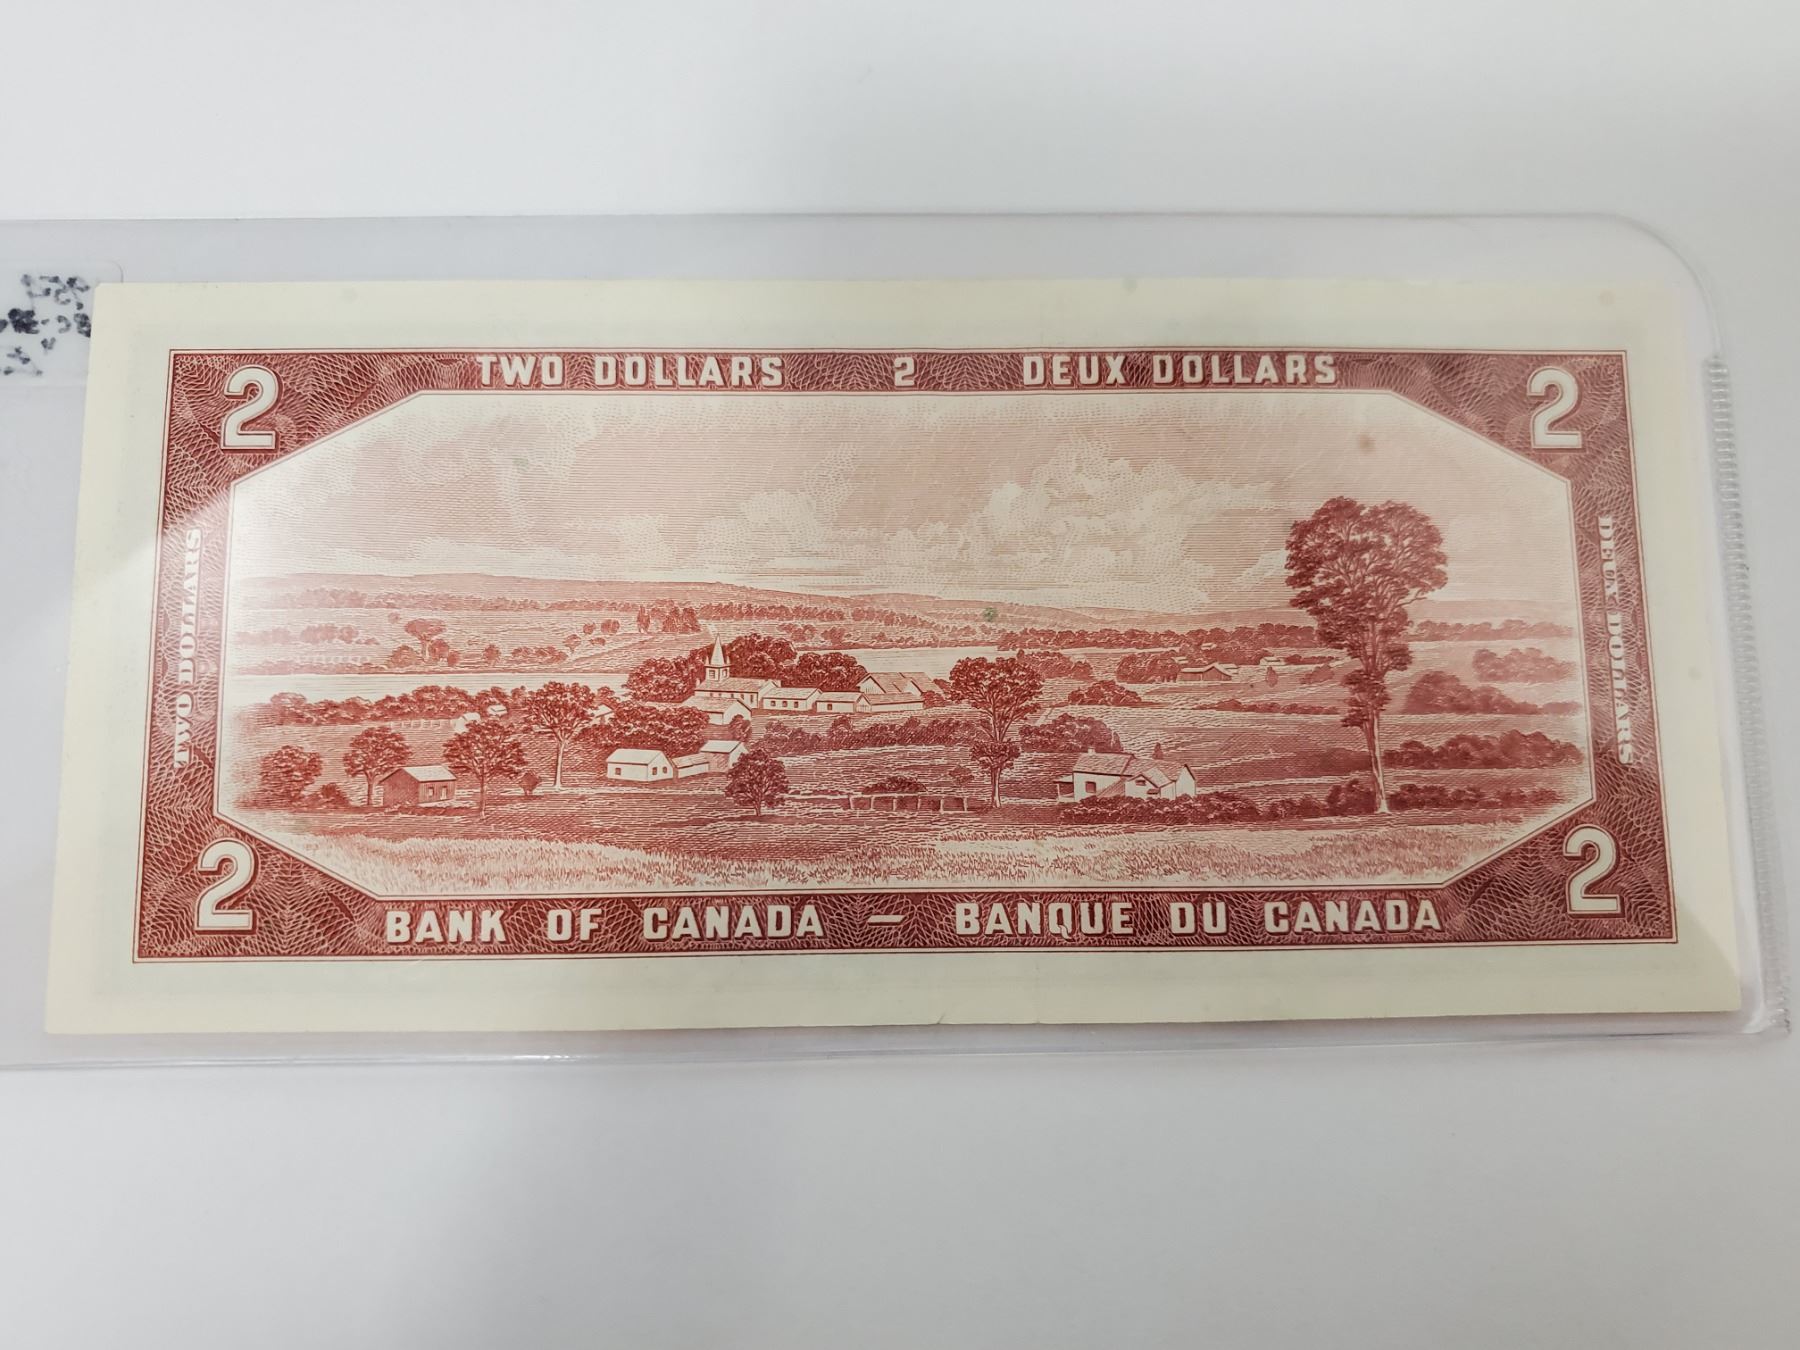 TWO DOLLARS 2 DEUX DOLLARS
2 2
TWO DOLLARS
DEUX DOLLARS
2 2
BANK OF CANADA – BANQUE DU CANADA